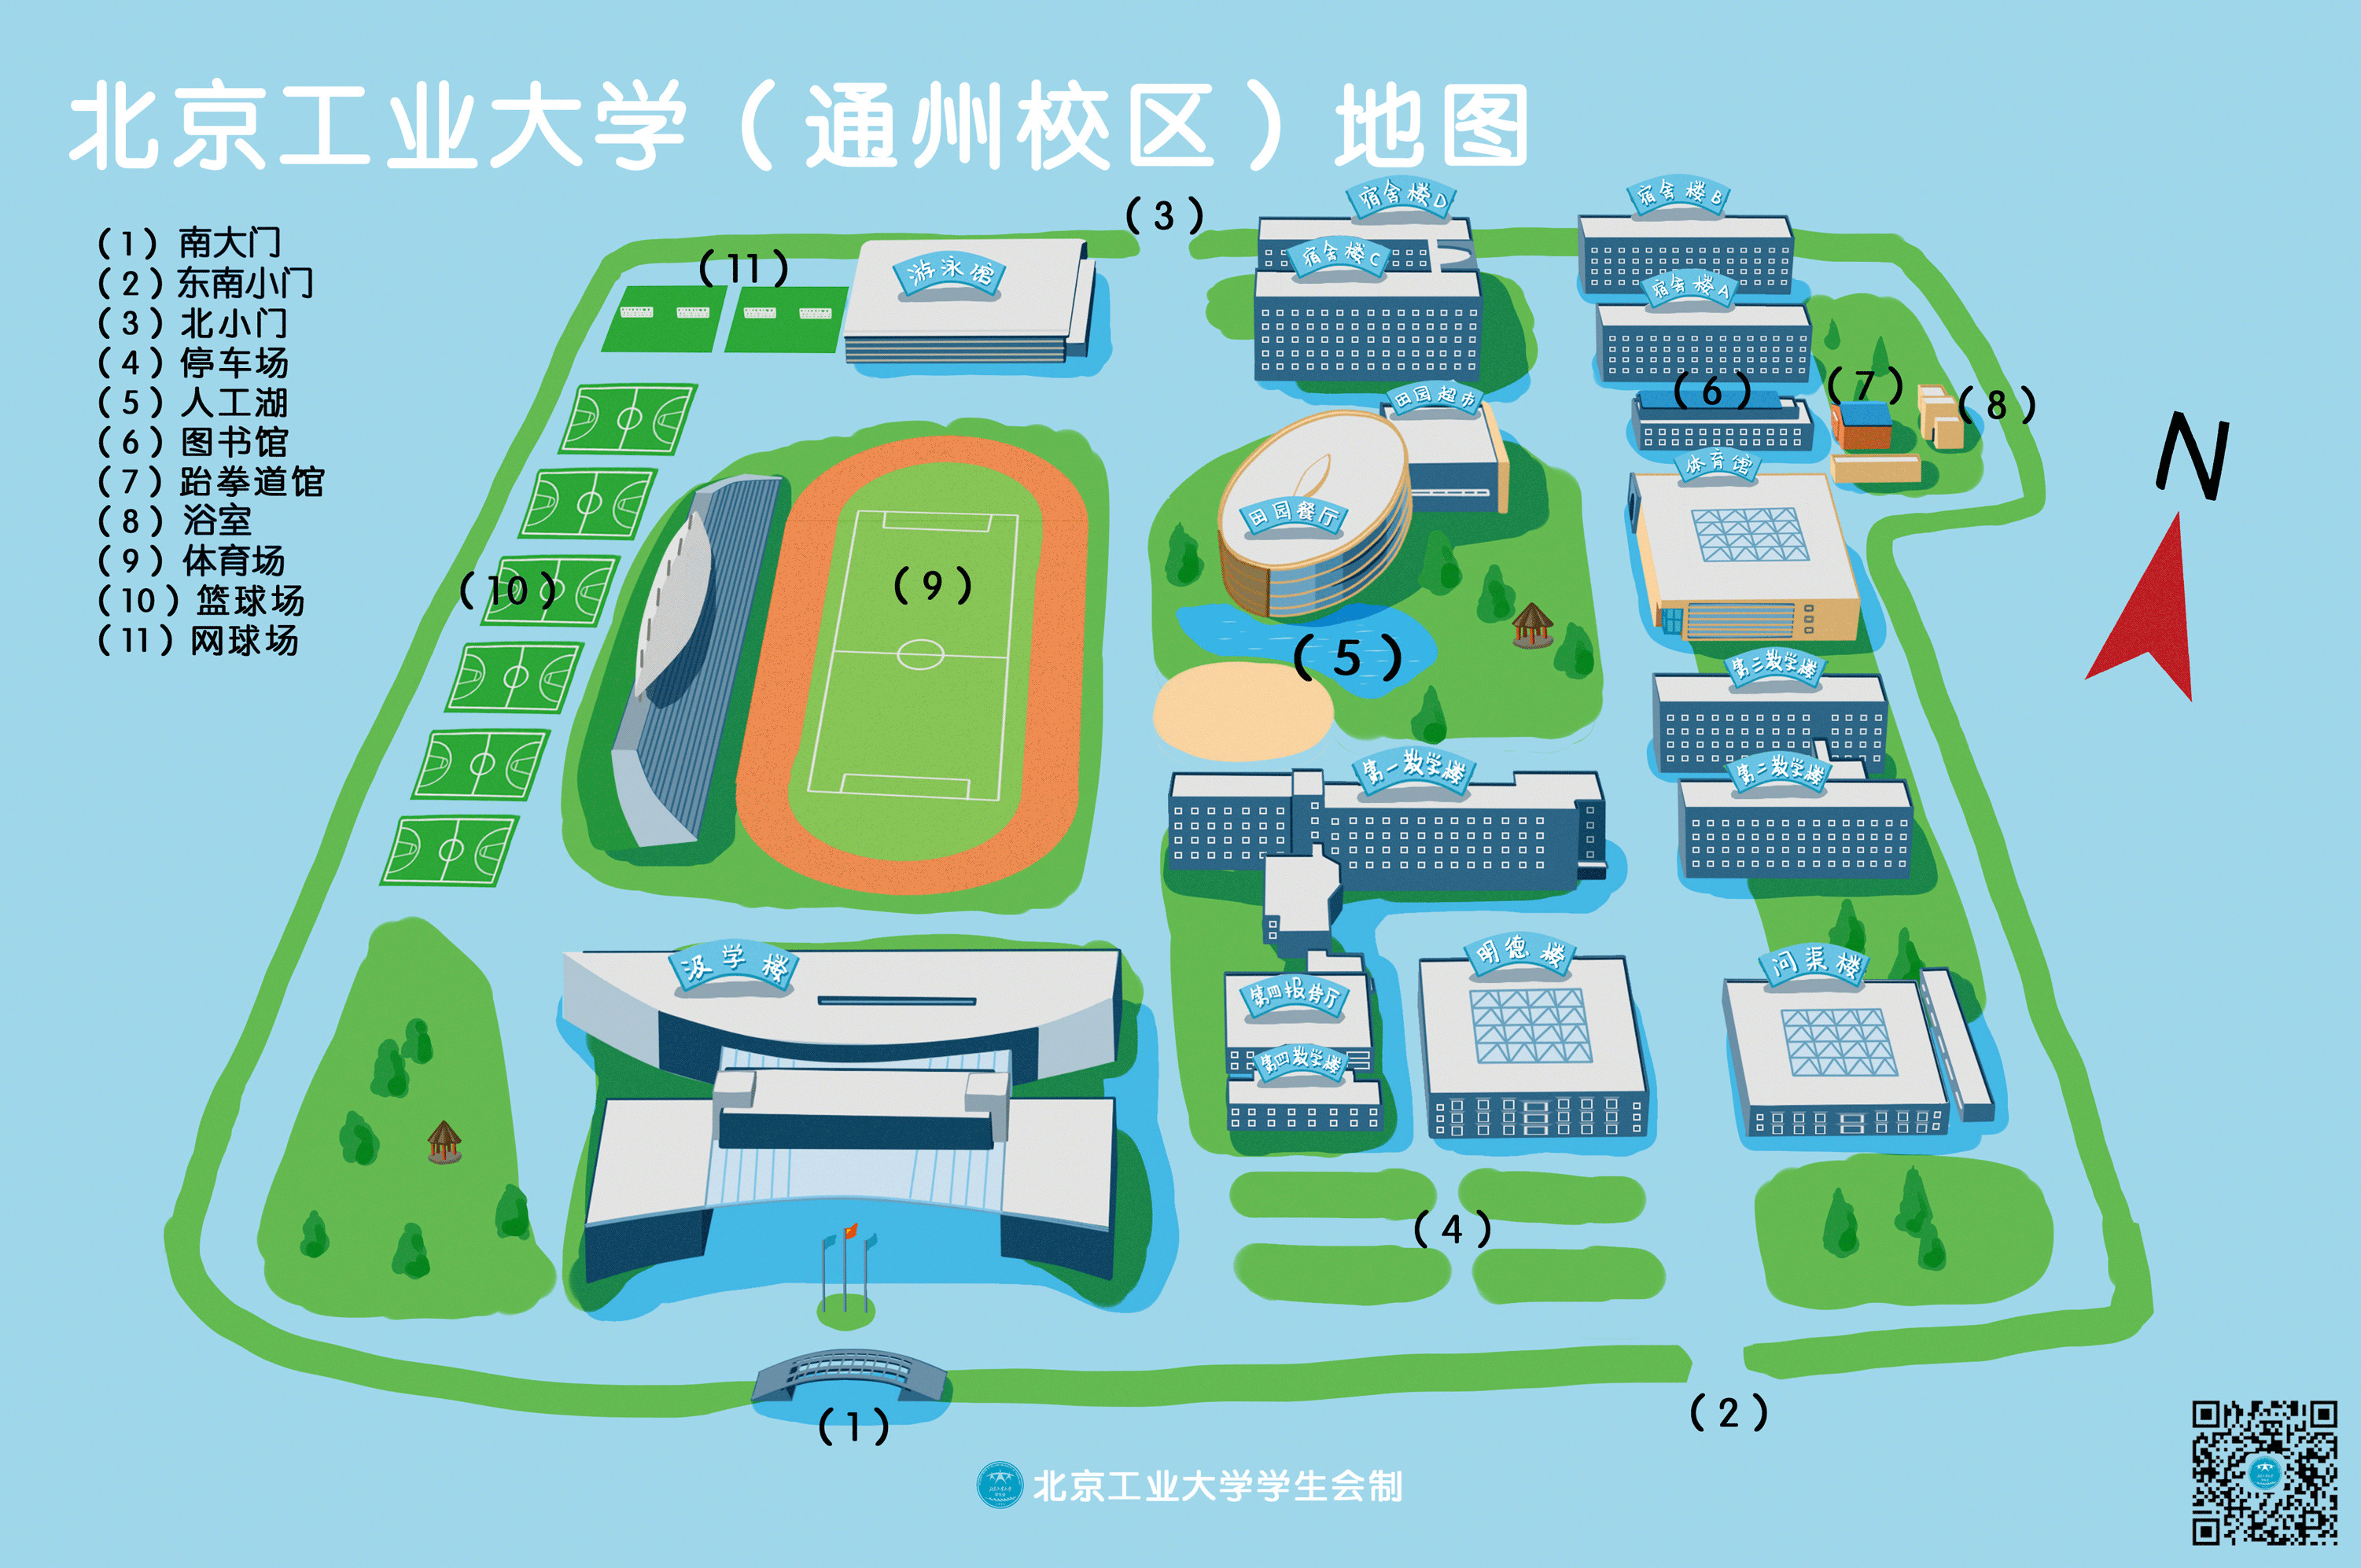 北京工业大学（通州校区）地图
（1）南大门
（2）东南小门
（3）北小门
（4）停车场
（5）人工湖
（6）图书馆
（7）跆拳道馆
（8）浴室
（9）体育场
（10）篮球场
（11）网球场
（3）
宿舍楼D
宿舍楼B
（11）
游泳馆
宿舍楼C
宿舍楼A
（6）
（7）
（8）
田园超市
N
体育馆
田园餐厅
（9）
（10）
（5）
第三教学楼
第一教学楼
第二教学楼
汲学楼
明德楼
问渠楼
第四报告厅
第四教学楼
（4）
（1）
（2）
北京工业大学学生会制